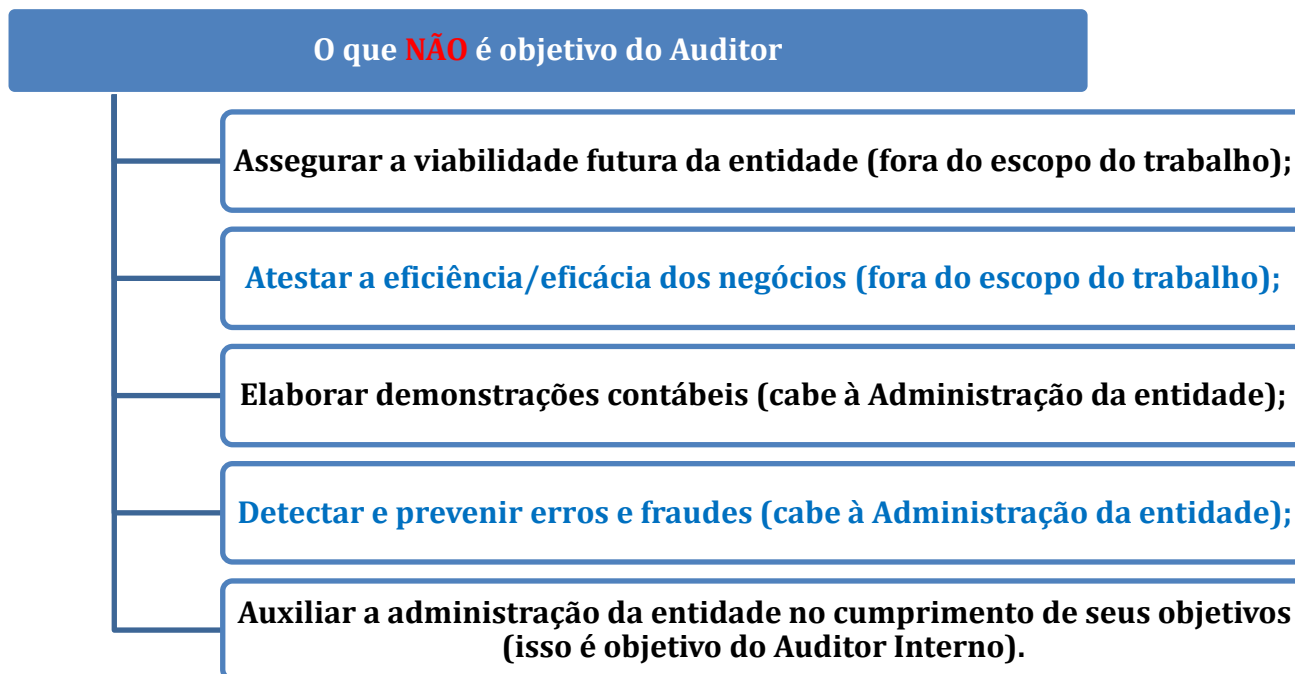 O que NÃO é objetivo do Auditor
Assegurar a viabilidade futura da entidade (fora do escopo do trabalho);
Atestar a eficiência/eficácia dos negócios (fora do escopo do trabalho);
Elaborar demonstrações contábeis (cabe à Administração da entidade);
Detectar e prevenir erros e fraudes (cabe à Administração da entidade);
Auxiliar a administração da entidade no cumprimento de seus objetivos
(isso é objetivo do Auditor Interno).